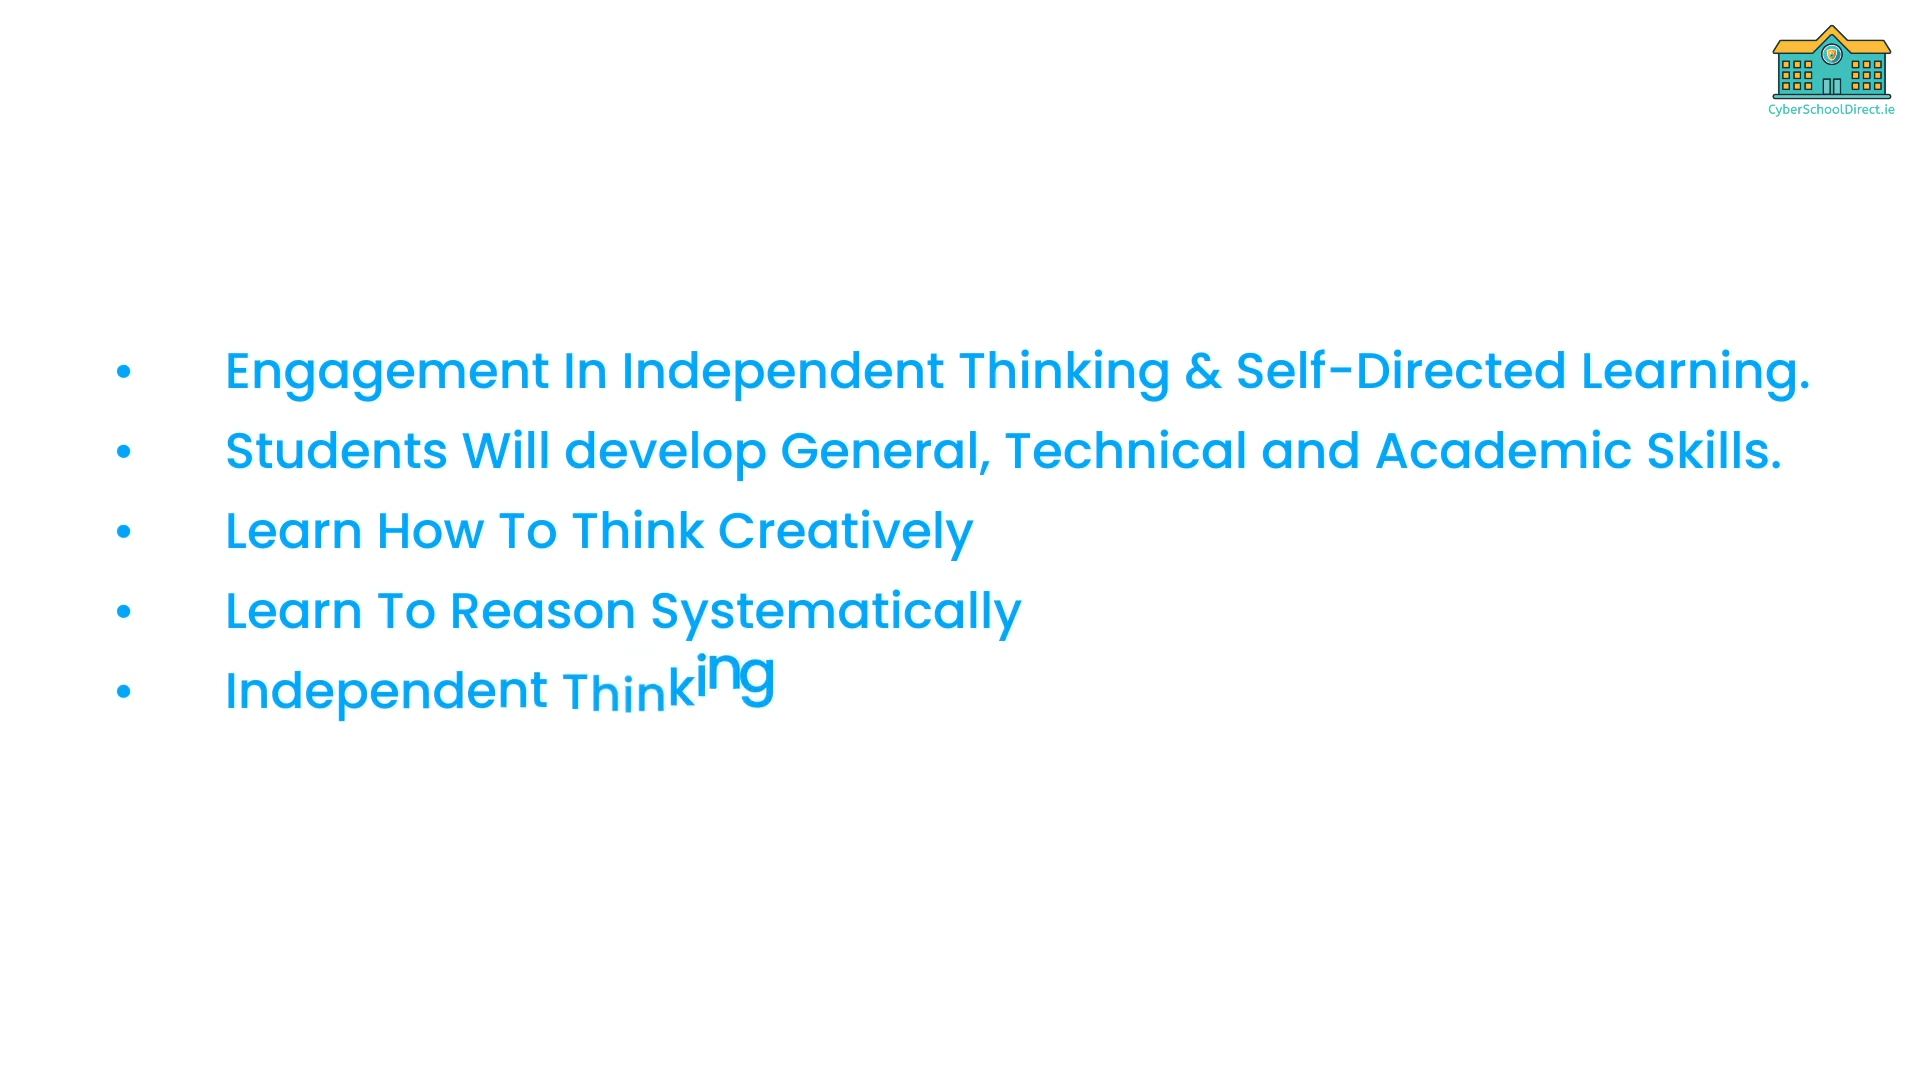 CyberSchoolDirect.ie
• Engagement In Independent Thinking & Self-Directed Learning.
• Students Will develop General, Technical and Academic Skills.
• Learn How To Think Creatively
• Learn To Reason Systematically
• Independent Thinking